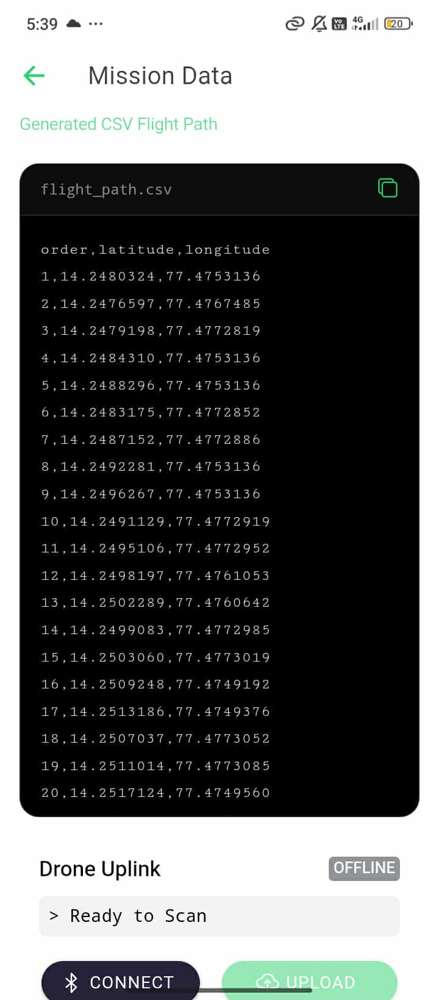 5:39 ...
VO LTE 4G 20
Mission Data
Generated CSV Flight Path
flight_path.csv
order,latitude,longitude
1,14.2480324,77.4753136
2,14.2476597,77.4767485
3,14.2479198,77.4772819
4,14.2484310,77.4753136
5,14.2488296,77.4753136
6,14.2483175,77.4772852
7,14.2487152,77.4772886
8,14.2492281,77.4753136
9,14.2496267,77.4753136
10,14.2491129,77.4772919
11,14.2495106,77.4772952
12,14.2498197,77.4761053
13,14.2502289,77.4760642
14,14.2499083,77.4772985
15,14.2503060,77.4773019
16,14.2509248,77.4749192
17,14.2513186,77.4749376
18,14.2507037,77.4773052
19,14.2511014,77.4773085
20,14.2517124,77.4749560
Drone Uplink
OFFLINE
> Ready to Scan
CONNECT
UPLOAD